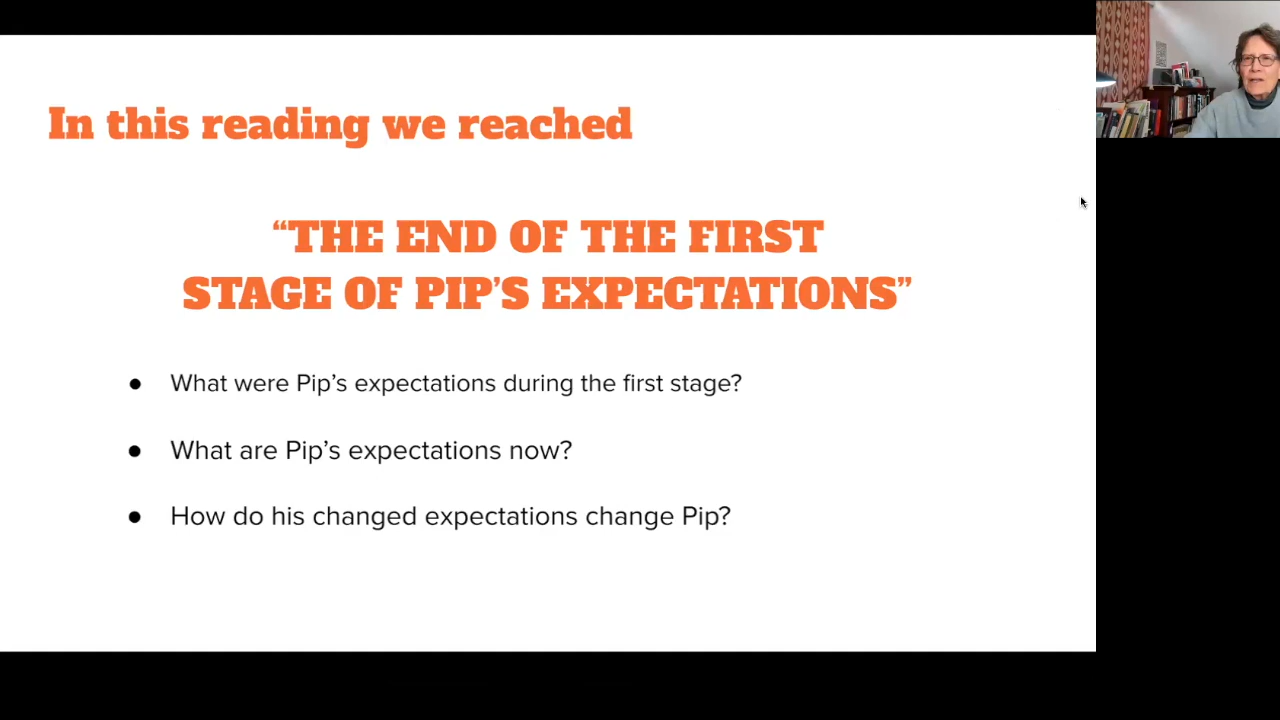 In this reading we reached
“THE END OF THE FIRST
STAGE OF PIP’S EXPECTATIONS”
● What were Pip’s expectations during the first stage?
● What are Pip’s expectations now?
● How do his changed expectations change Pip?